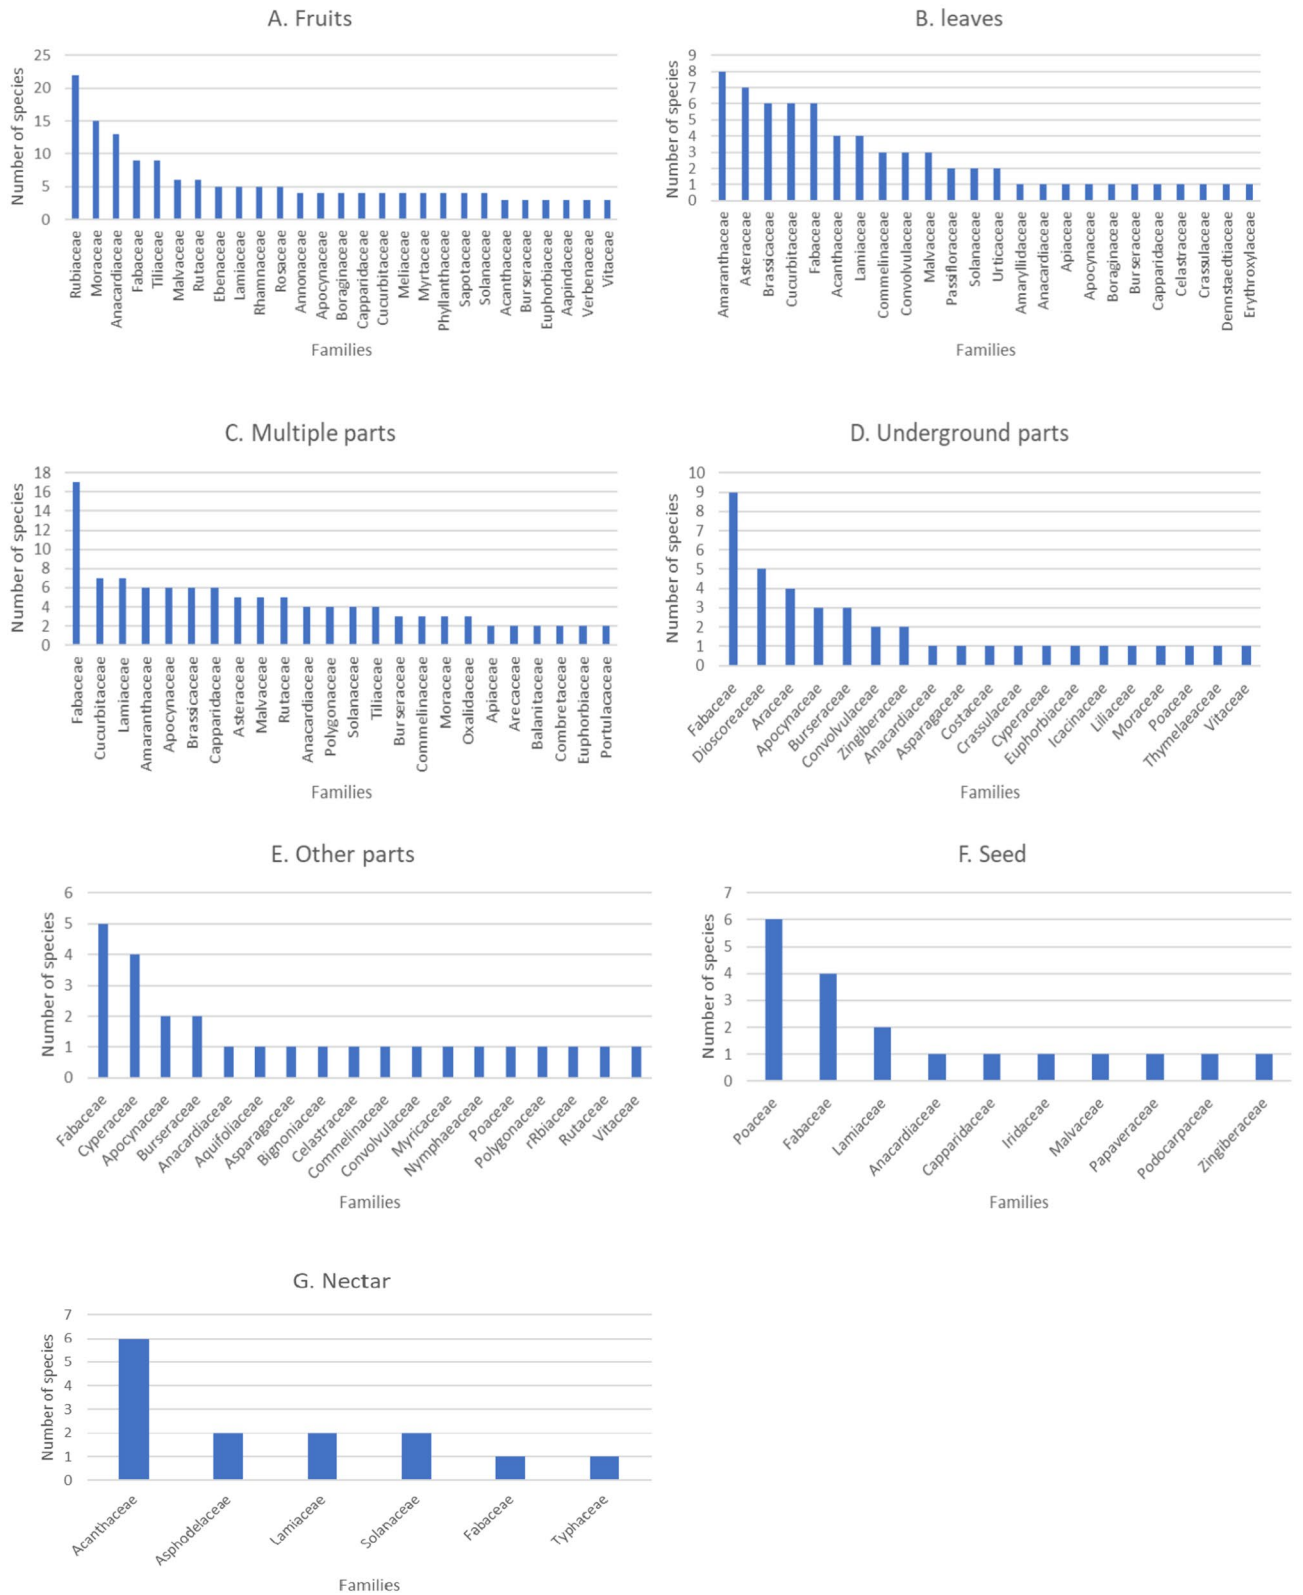 A. Fruits
Number of species
25
20
15
10
5
0
Rubiaceae
Moraceae
Anacardiaceae
Fabaceae
Tiliaceae
Malvaceae
Rutaceae
Ebenaceae
Lamiaceae
Rhamnaceae
Rosaceae
Annonaceae
Apocynaceae
Boraginaceae
Capparidaceae
Cucurbitaceae
Meliaceae
Myrtaceae
Phyllanthaceae
Sapotaceae
Solanaceae
Acanthaceae
Burseraceae
Euphorbiaceae
Aapindaceae
Verbenaceae
Vitaceae
Families
B. leaves
Number of species
9
8
7
6
5
4
3
2
1
0
Amaranthaceae
Asteraceae
Brassicaceae
Cucurbitaceae
Fabaceae
Acanthaceae
Lamiaceae
Commelinaceae
Convolvulaceae
Malvaceae
Passifloraceae
Solanaceae
Urticaceae
Amaryllidaceae
Anacardiaceae
Apiaceae
Apocynaceae
Boraginaceae
Burseraceae
Capparidaceae
Celastraceae
Crassulaceae
Dennstaedtiaceae
Erythroxylaceae
Families
C. Multiple parts
Number of species
18
16
14
12
10
8
6
4
2
0
Fabaceae
Cucurbitaceae
Lamiaceae
Amaranthaceae
Apocynaceae
Brassicaceae
Capparidaceae
Asteraceae
Malvaceae
Rutaceae
Anacardiaceae
Polygonaceae
Solanaceae
Tiliaceae
Burseraceae
Commelinaceae
Moraceae
Oxalidaceae
Apiaceae
Arecaceae
Balanitaceae
Combretaceae
Euphorbiaceae
Portulacaceae
Families
D. Underground parts
Number of species
10
9
8
7
6
5
4
3
2
1
0
Fabaceae
Dioscoreaceae
Araceae
Apocynaceae
Burseraceae
Convolvulaceae
Zingiberaceae
Anacardiaceae
Asparagaceae
Costaceae
Crassulaceae
Cyperaceae
Euphorbiaceae
Icacinaceae
Liliaceae
Moraceae
Poaceae
Thymelaeaceae
Vitaceae
Families
E. Other parts
Number of species
6
5
4
3
2
1
0
Fabaceae
Cyperaceae
Apocynaceae
Burseraceae
Anacardiaceae
Aquifoliaceae
Asparagaceae
Bignoniaceae
Celastraceae
Commelinaceae
Convolvulaceae
Myricaceae
Nymphaeaceae
Poaceae
Polygonaceae
rRbiaceae
Rutaceae
Vitaceae
Families
F. Seed
Number of species
7
6
5
4
3
2
1
0
Poaceae
Fabaceae
Lamiaceae
Anacardiaceae
Capparidaceae
Iridaceae
Malvaceae
Papaveraceae
Podocarpaceae
Zingiberaceae
Families
G. Nectar
Number of species
7
6
5
4
3
2
1
0
Acanthaceae
Asphodelaceae
Lamiaceae
Solanaceae
Fabaceae
Typhaceae
Families